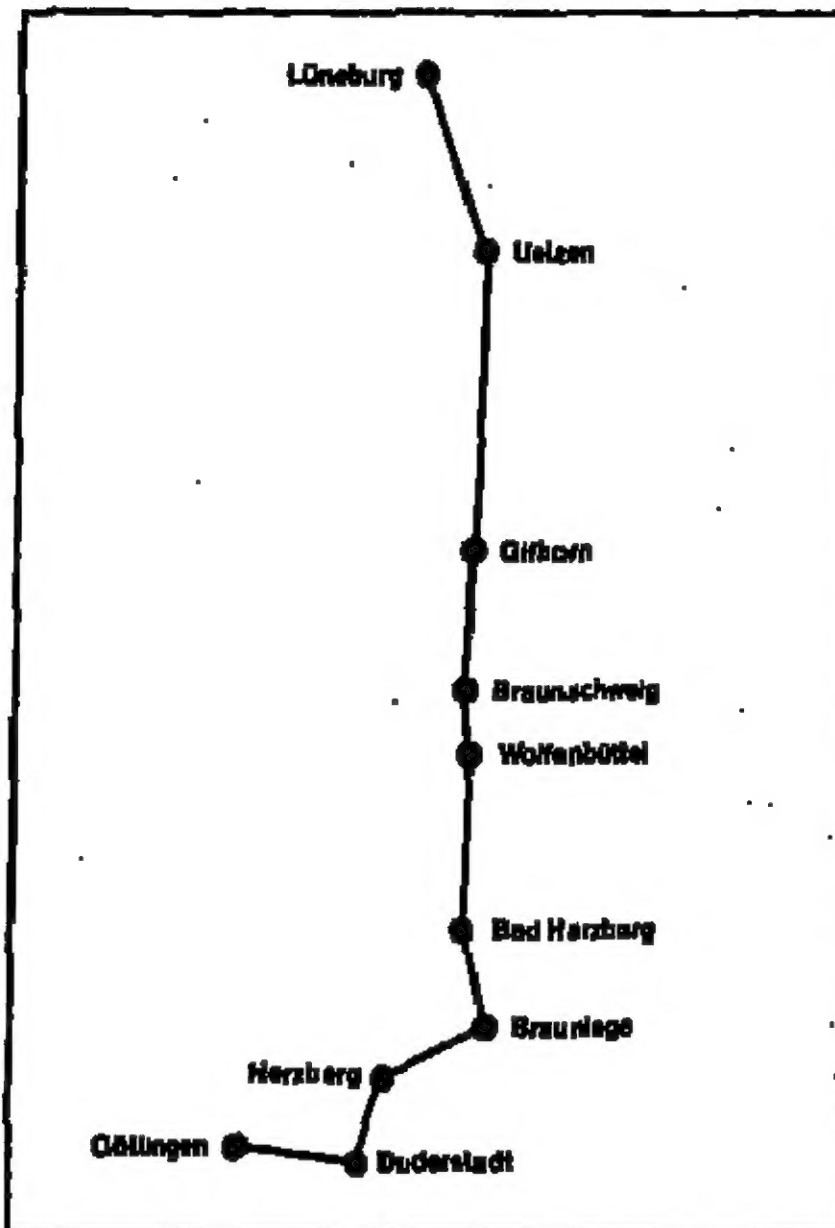 Lüneburg
Uelzen
Gifhorn
Braunschweig
Wolfenbüttel
Bad Harzburg
Braunlage
Herzberg
Göttingen
Duderstadt